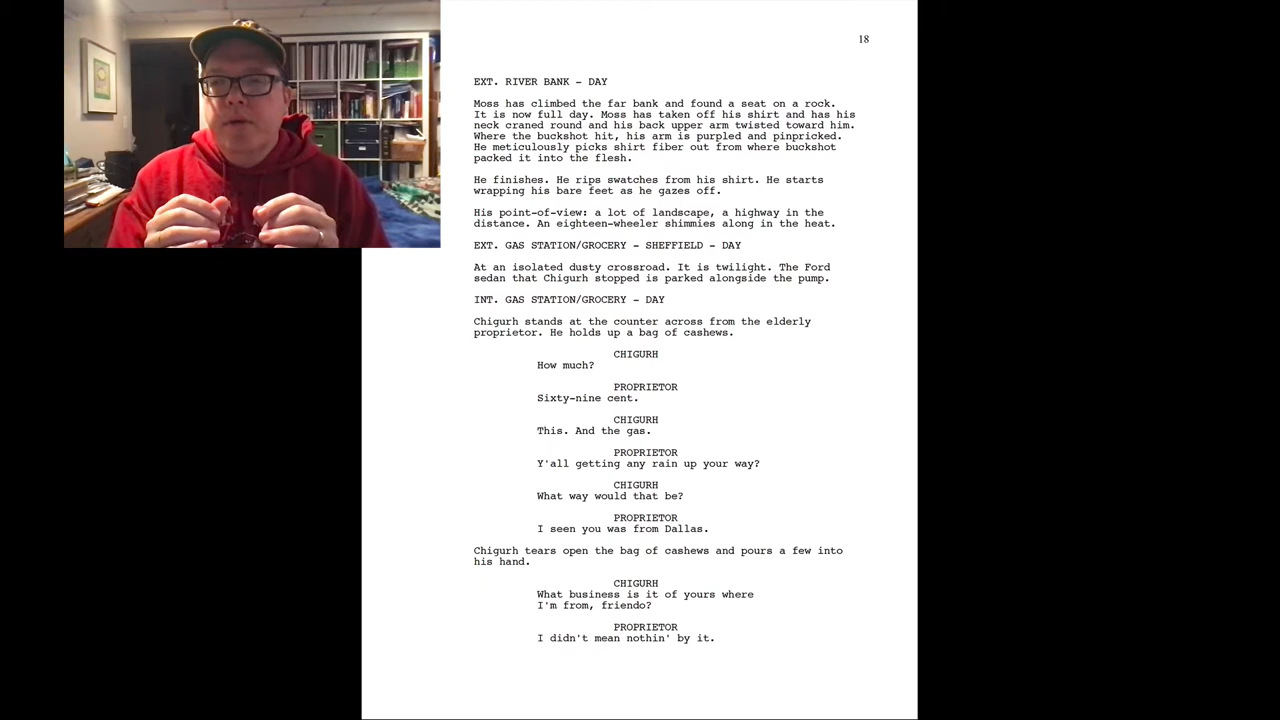 18
EXT. RIVER BANK - DAY
Moss has climbed the far bank and found a seat on a rock.
It is now full day. Moss has taken off his shirt and has his
neck craned round and his back upper arm twisted toward him.
Where the buckshot hit, his arm is purpled and pinpricked.
He meticulously picks shirt fiber out from where buckshot
packed it into the flesh.
He finishes. He rips swatches from his shirt. He starts
wrapping his bare feet as he gazes off.
His point-of-view: a lot of landscape, a highway in the
distance. An eighteen-wheeler shimmies along in the heat.
EXT. GAS STATION/GROCERY - SHEFFIELD - DAY
At an isolated dusty crossroad. It is twilight. The Ford
sedan that Chigurh stopped is parked alongside the pump.
INT. GAS STATION/GROCERY - DAY
Chigurh stands at the counter across from the elderly
proprietor. He holds up a bag of cashews.
CHIGURH
How much?
PROPRIETOR
Sixty-nine cent.
CHIGURH
This. And the gas.
PROPRIETOR
Y'all getting any rain up your way?
CHIGURH
What way would that be?
PROPRIETOR
I seen you was from Dallas.
Chigurh tears open the bag of cashews and pours a few into
his hand.
CHIGURH
What business is it of yours where
I'm from, friendo?
PROPRIETOR
I didn't mean nothin' by it.